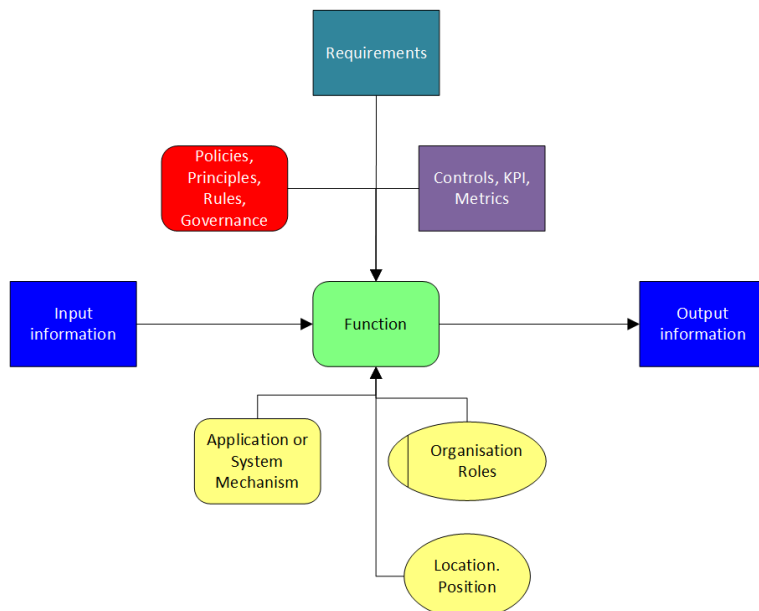 Requirements
Policies,
Principles,
Rules,
Governance
Controls, KPI,
Metrics
Input
information
Function
Output
information
Application or
System
Mechanism
Organisation
Roles
Location.
Position